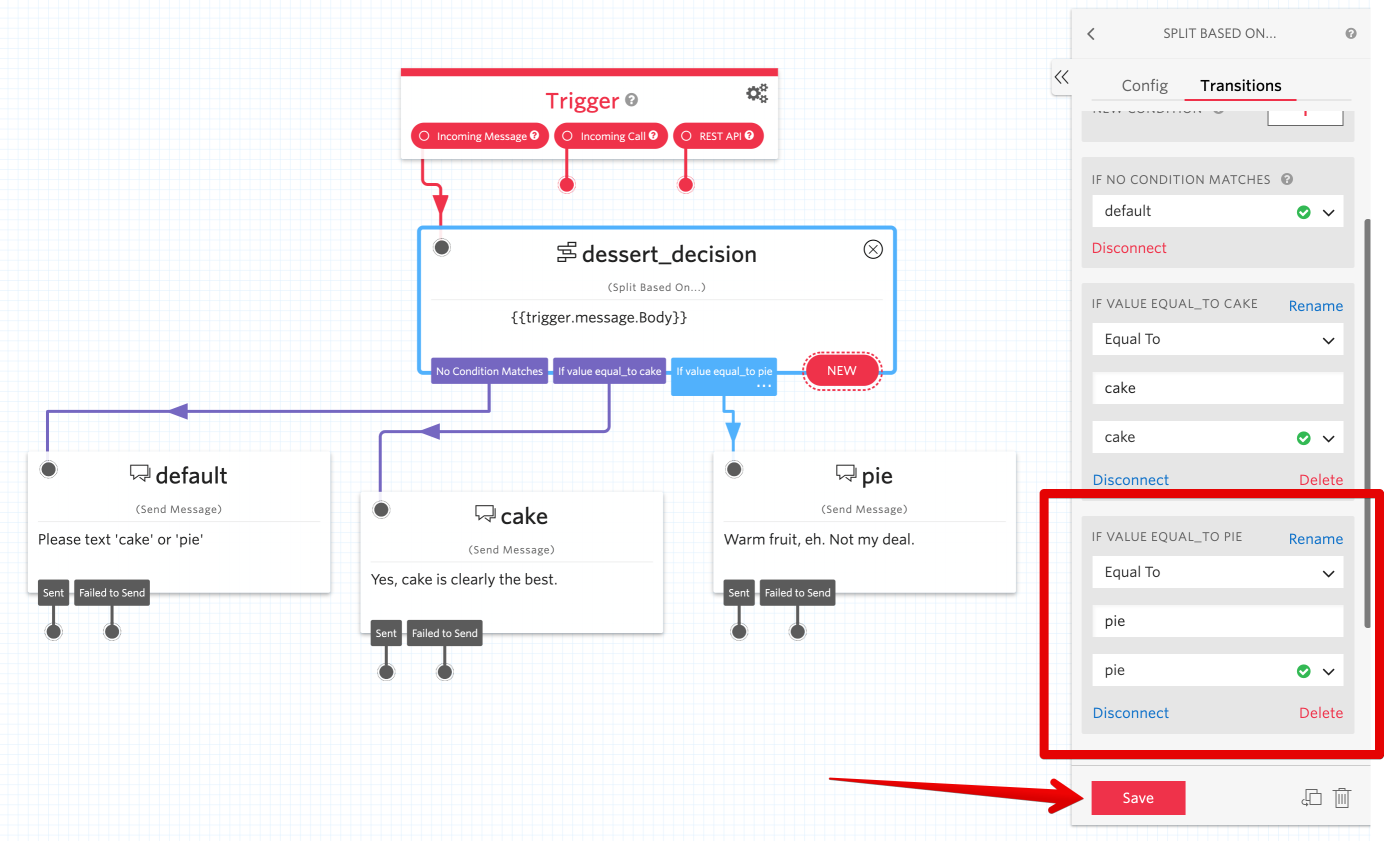 Trigger
Incoming Message
Incoming Call
REST API
dessert_decision
(Split Based On...)
{{trigger.message.Body}}
No Condition Matches
If value equal_to cake
If value equal_to pie
...
NEW
default
(Send Message)
Please text 'cake' or 'pie'
Sent
Failed to Send
cake
(Send Message)
Yes, cake is clearly the best.
Sent
Failed to Send
pie
(Send Message)
Warm fruit, eh. Not my deal.
Sent
Failed to Send
SPLIT BASED ON...
Config
Transitions
NEW CONDITION
IF NO CONDITION MATCHES
default
Disconnect
IF VALUE EQUAL_TO CAKE
Rename
Equal To
cake
cake
Disconnect
Delete
IF VALUE EQUAL_TO PIE
Rename
Equal To
pie
pie
Disconnect
Delete
Save